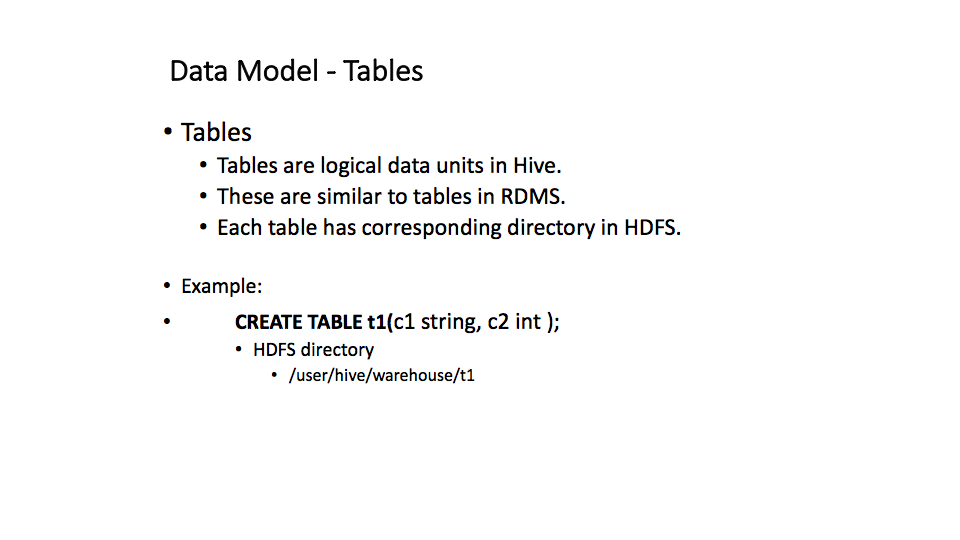 Data Model - Tables
• Tables
• Tables are logical data units in Hive.
• These are similar to tables in RDMS.
• Each table has corresponding directory in HDFS.
• Example:
• CREATE TABLE t1(c1 string, c2 int );
• HDFS directory
• /user/hive/warehouse/t1